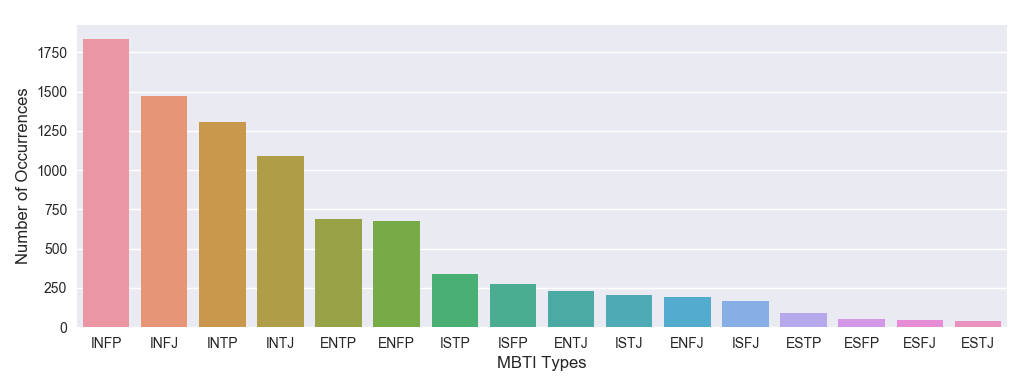 1750
1500
1250
1000
750
500
250
0
Number of Occurrences
INFP INFJ INTP INTJ ENTP ENFP ISTP ISFP ENTJ ISTJ ENFJ ISFJ ESTP ESFP ESFJ ESTJ
MBTI Types